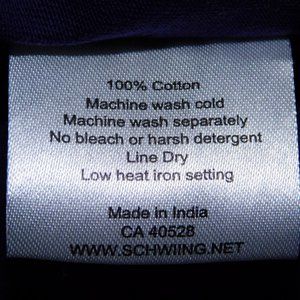 100% Cotton
Machine wash cold
Machine wash separately
No bleach or harsh detergent
Line Dry
Low heat iron setting
Made in India
CA 40528
WWW.SCHWIING.NET